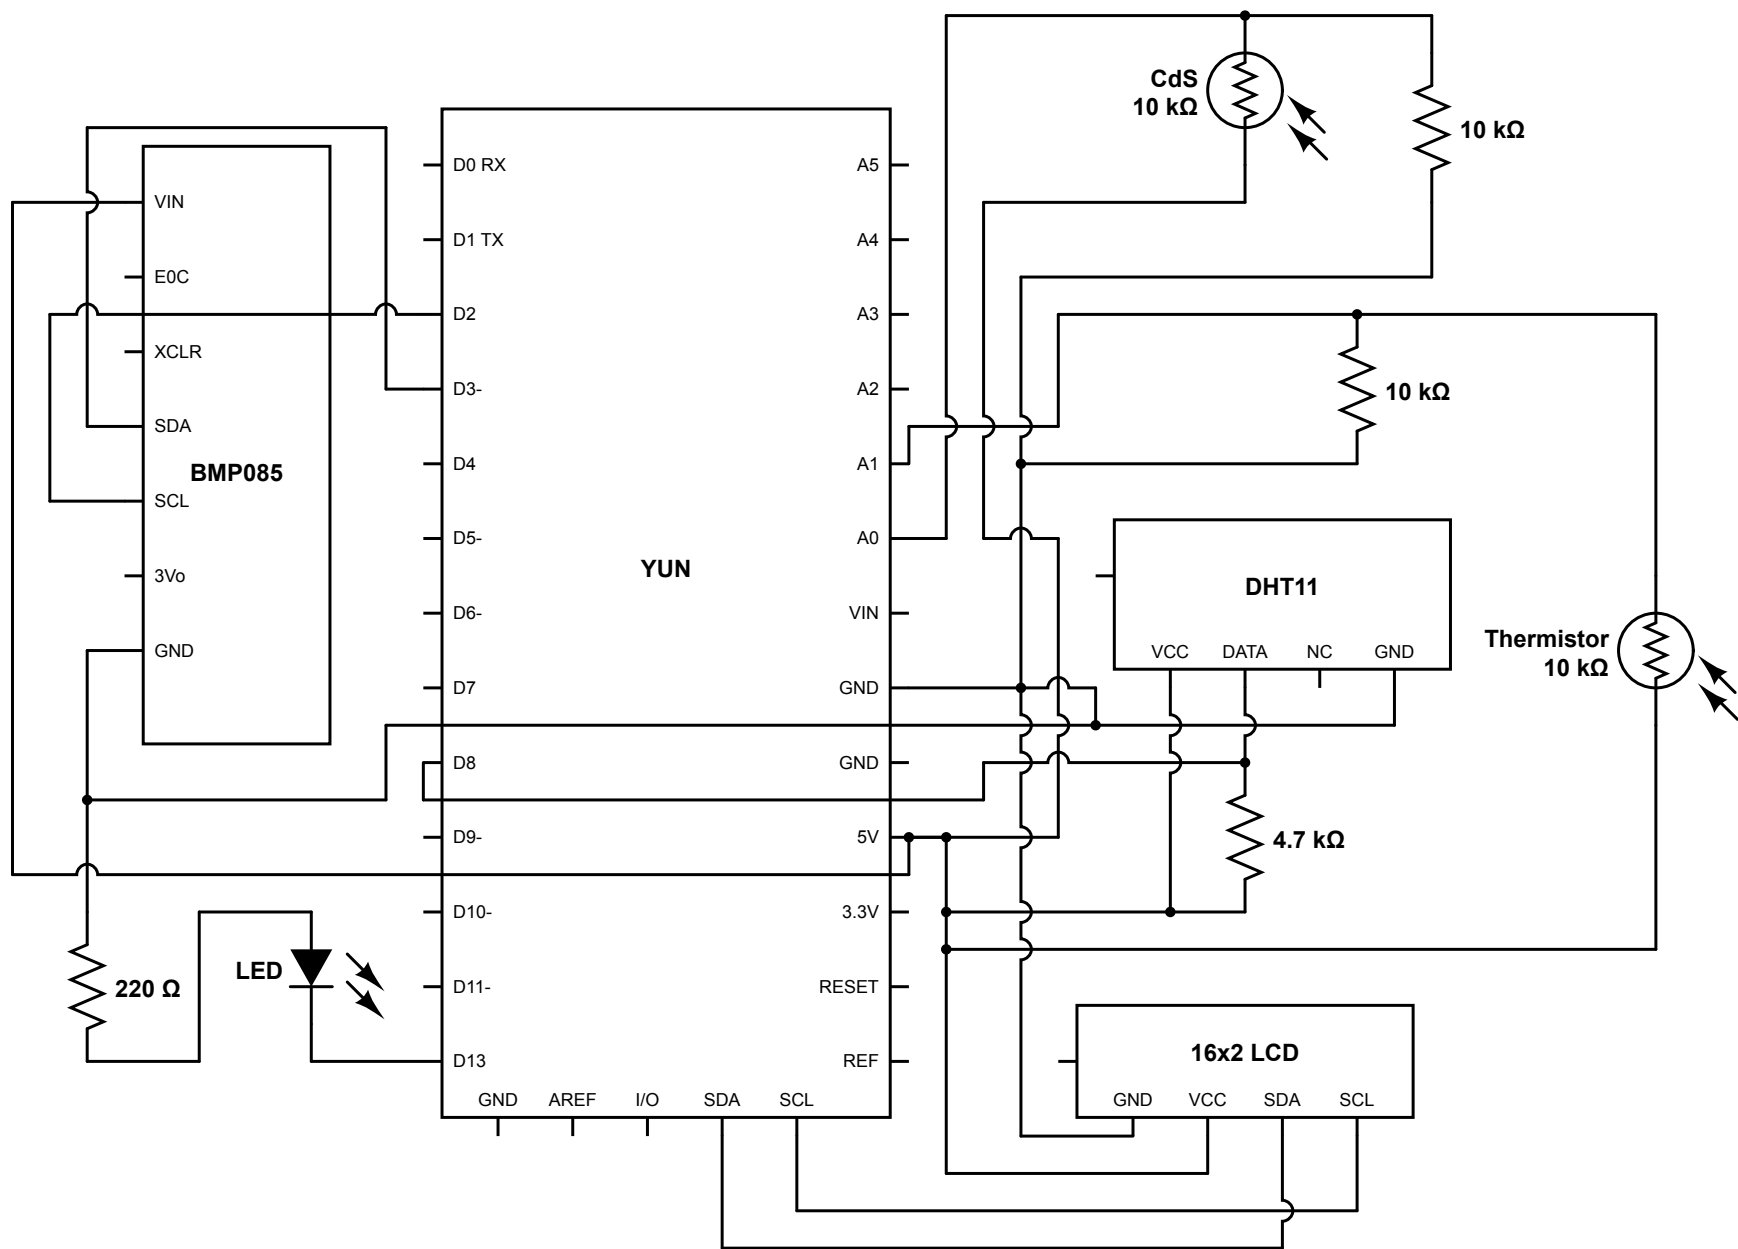 CdS
10 kΩ
10 kΩ
D0 RX
A5
VIN
D1 TX
A4
E0C
D2
A3
XCLR
D3-
A2
10 kΩ
SDA
BMP085
D4
A1
SCL
D5-
A0
YUN
3Vo
DHT11
D6-
VIN
GND
VCC
DATA
NC
GND
Thermistor
10 kΩ
D7
GND
D8
GND
D9-
5V
4.7 kΩ
D10-
3.3V
LED
220 Ω
D11-
RESET
D13
REF
16x2 LCD
GND
AREF
I/O
SDA
SCL
GND
VCC
SDA
SCL